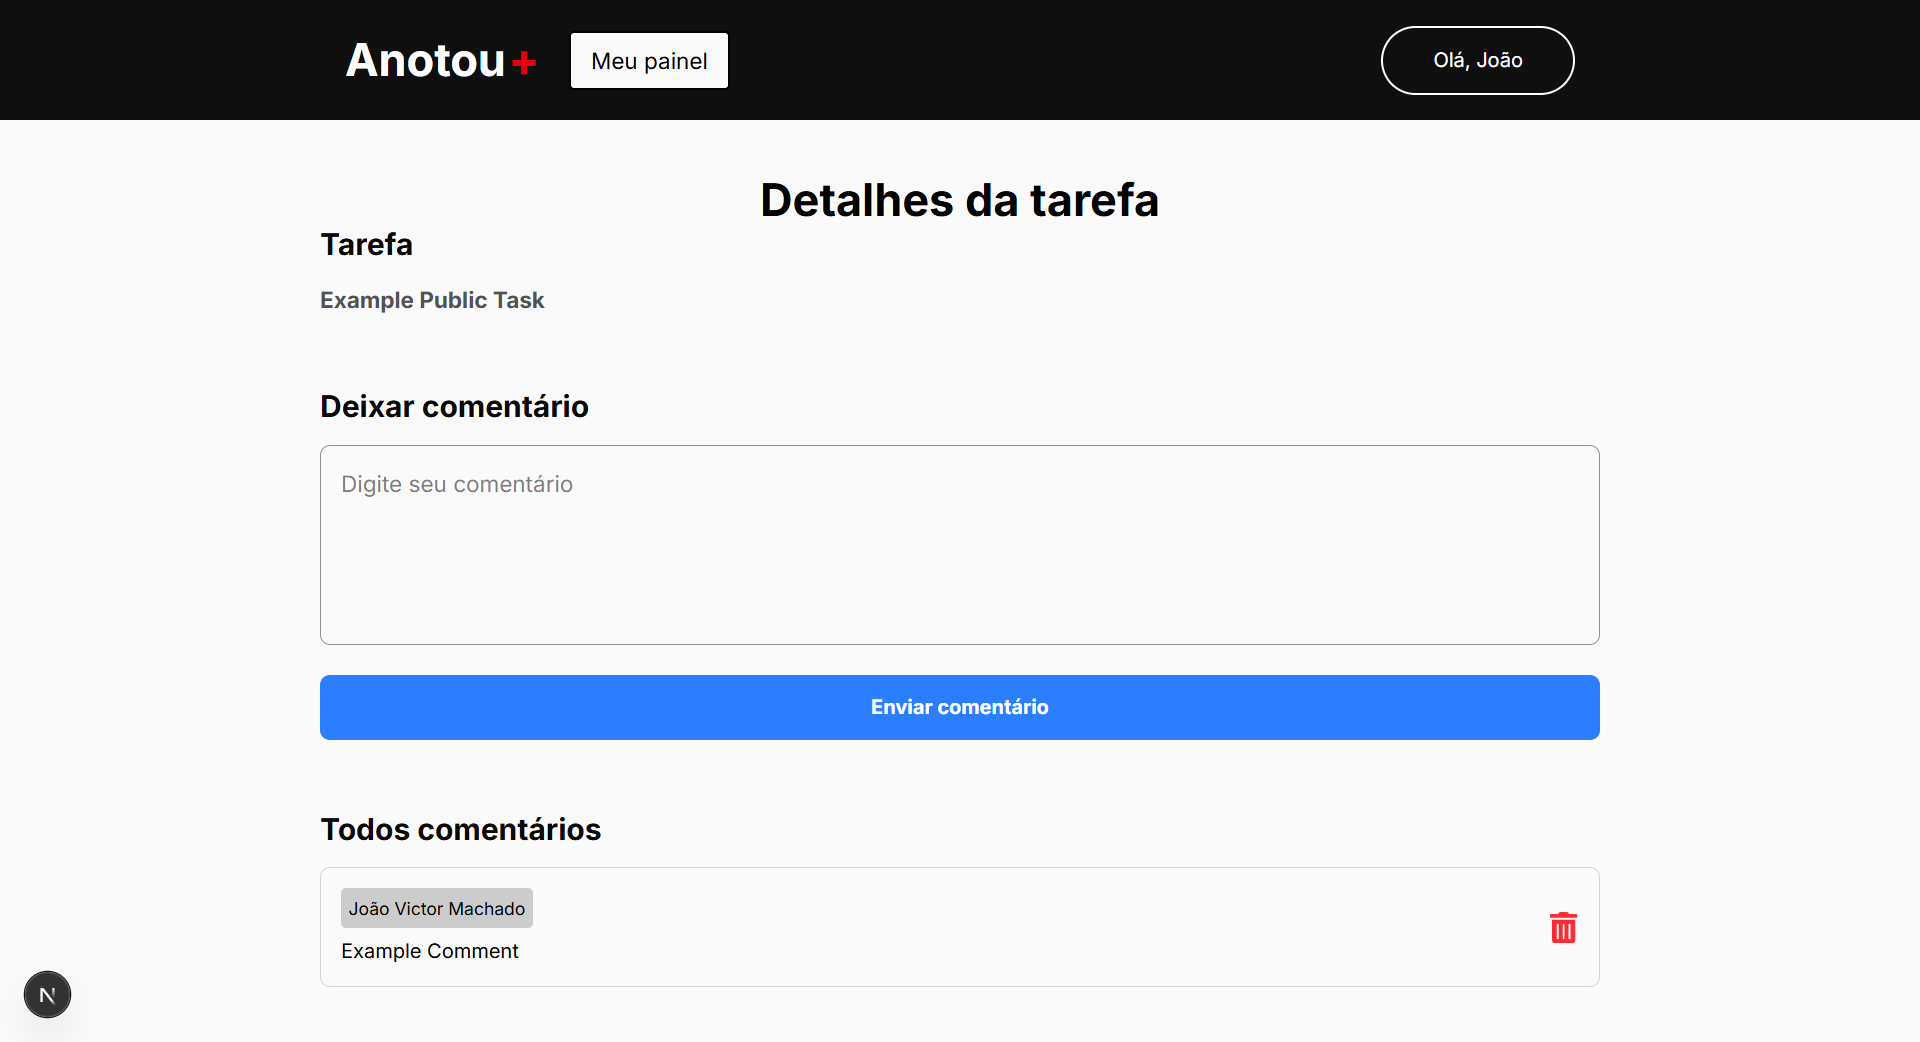 Anotou+
Meu painel
Olá, João
Detalhes da tarefa
Tarefa
Example Public Task
Deixar comentário
Digite seu comentário
Enviar comentário
Todos comentários
João Victor Machado
Example Comment
N